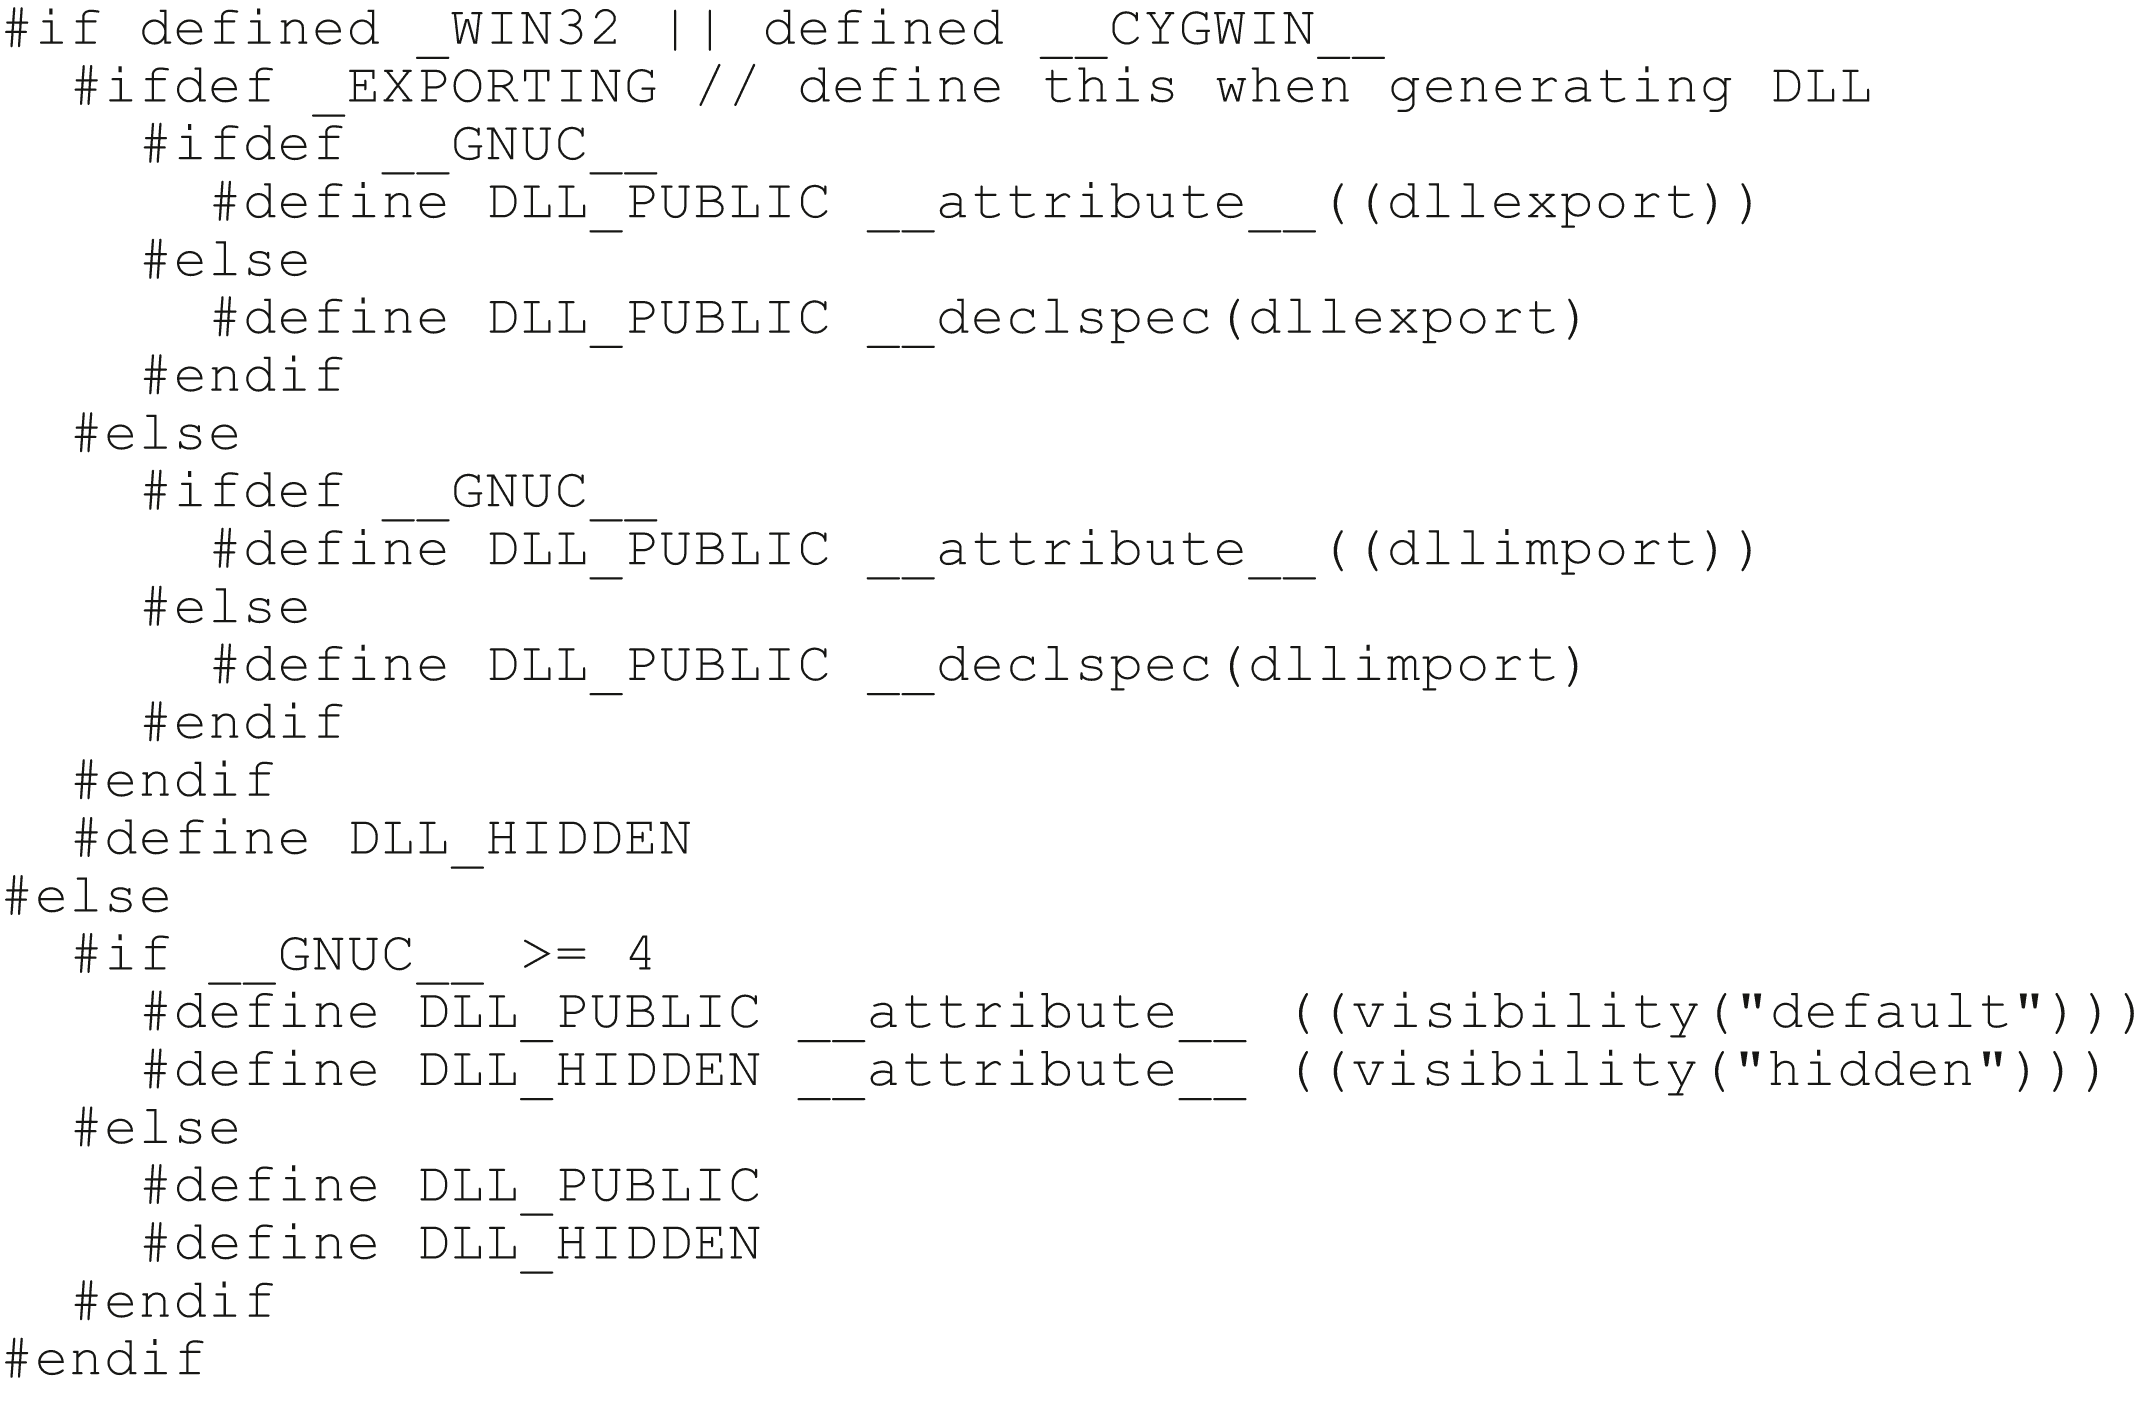 #if defined _WIN32 || defined __CYGWIN__
  #ifdef _EXPORTING // define this when generating DLL
    #ifdef __GNUC__
      #define DLL_PUBLIC __attribute__((dllexport))
    #else
      #define DLL_PUBLIC __declspec(dllexport)
    #endif
  #else
    #ifdef __GNUC__
      #define DLL_PUBLIC __attribute__((dllimport))
    #else
      #define DLL_PUBLIC __declspec(dllimport)
    #endif
  #endif
  #define DLL_HIDDEN
#else
  #if __GNUC__ >= 4
    #define DLL_PUBLIC __attribute__ ((visibility("default")))
    #define DLL_HIDDEN __attribute__ ((visibility("hidden")))
  #else
    #define DLL_PUBLIC
    #define DLL_HIDDEN
  #endif
#endif